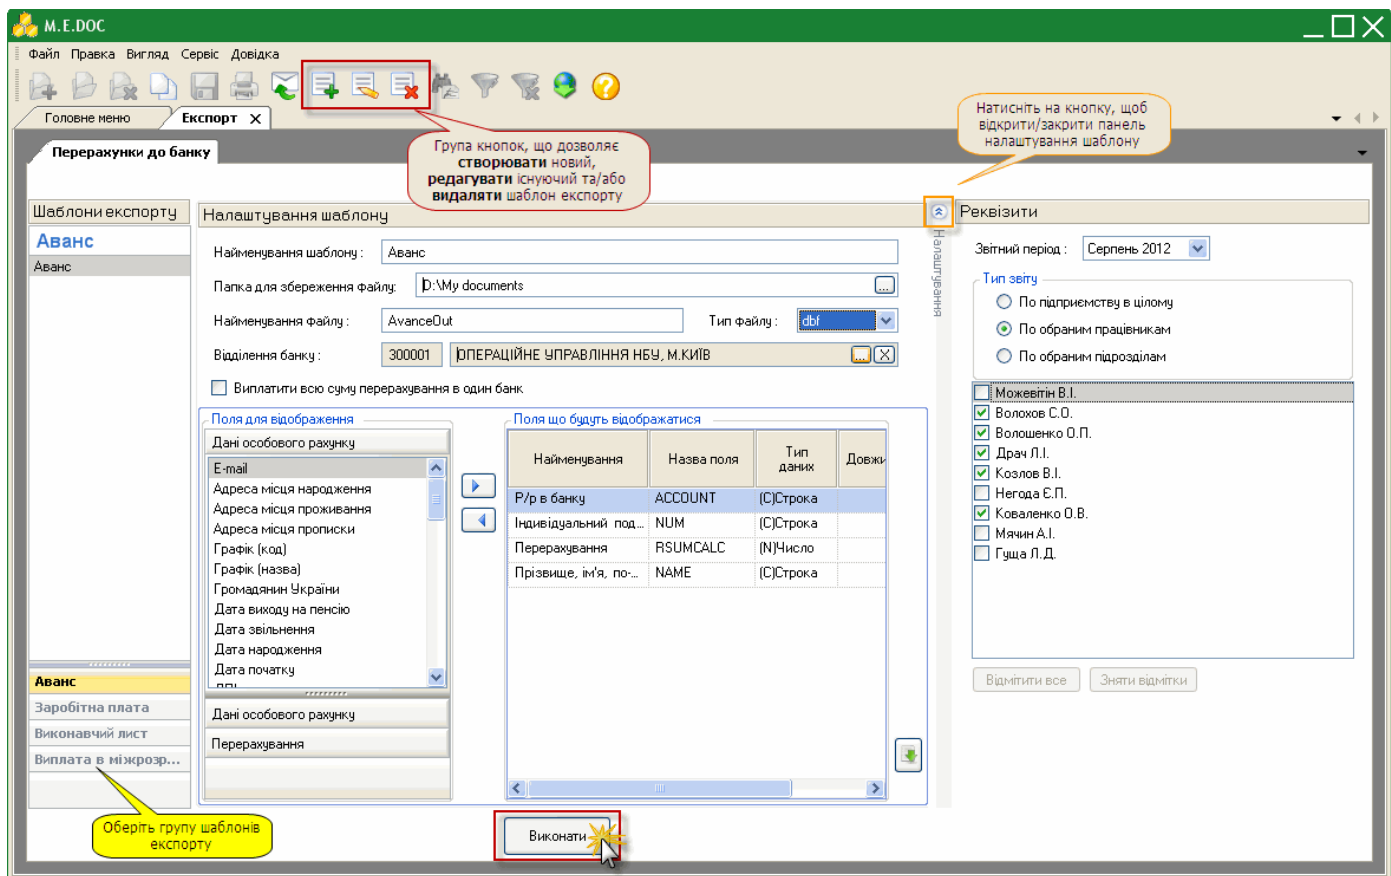 M.E.DOC
Файл Правка Вигляд Сервіс Довідка
Головне меню Експорт X
Натисніть на кнопку, щоб
відкрити/закрити панель
налаштування шаблону
Група кнопок, що дозволяє
створювати новий,
редагувати існуючий та/або
видаляти шаблон експорту
Перерахунки до банку
Шаблони експорту
Аванс
Аванс
Налаштування шаблону
Найменування шаблону : Аванс
Папка для збереження файлу: D:\My documents ...
Найменування файлу : AvanceOut Тип файлу : dbf
Відділення банку : 300001 ОПЕРАЦІЙНЕ УПРАВЛІННЯ НБУ, М.КИЇВ ... X
Виплатити всю суму перерахування в один банк
Поля для відображення
Дані особового рахунку
E-mail
Адреса місця народження
Адреса місця проживання
Адреса місця прописки
Графік (код)
Графік (назва)
Громадянин України
Дата виходу на пенсію
Дата звільнення
Дата народження
Дата початку
Дані особового рахунку
Перерахування
Поля що будуть відображатися
Найменування Назва поля Тип даних Довжи
Р/р в банку ACCOUNT (C)Строка
Індивідуальний под... NUM (C)Строка
Перерахування RSUMCALC (N)Число
Прізвище, ім'я, по-... NAME (C)Строка
Налаштування
Реквізити
Звітний період : Серпень 2012
Тип звіту
По підприємству в цілому
По обраним працівникам
По обраним підрозділам
Можевітін В.І.
Волохов С.О.
Волошенко О.П.
Драч Л.І.
Козлов В.І.
Негода Є.П.
Коваленко О.В.
Мячин А.І.
Гуща Л.Д.
Відмітити все Зняти відмітки
Аванс
Заробітна плата
Виконавчий лист
Виплата в міжрозр...
Оберіть групу шаблонів
експорту
Виконати